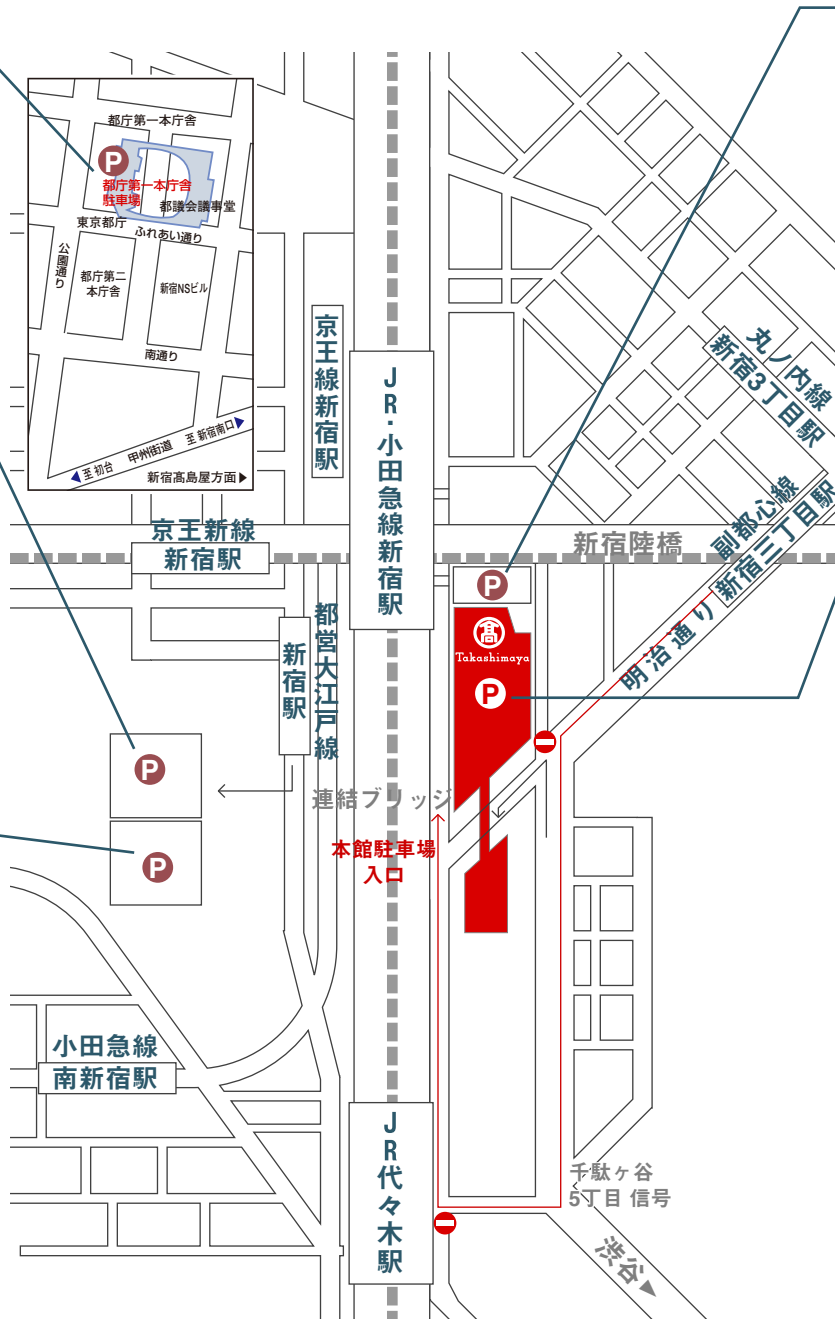 都庁第一本庁舎
P
都庁第一本庁舎
駐車場
都議会議事堂
東京都庁
ふれあい通り
公園通り
都庁第二
本庁舎
新宿NSビル
南通り
◀至初台
甲州街道
至 新宿南口▶
新宿髙島屋方面▶
京王線新宿駅
JR・小田急線新宿駅
丸ノ内線
新宿3丁目駅
副都心線
新宿三丁目駅
京王新線
新宿駅
新宿陸橋
P
髙
Takashimaya
P
明治通り
都営大江戸線
新宿駅
P
連結ブリッジ
本館駐車場
入口
P
小田急線
南新宿駅
JR代々木駅
千駄ヶ谷
5丁目 信号
渋谷▶